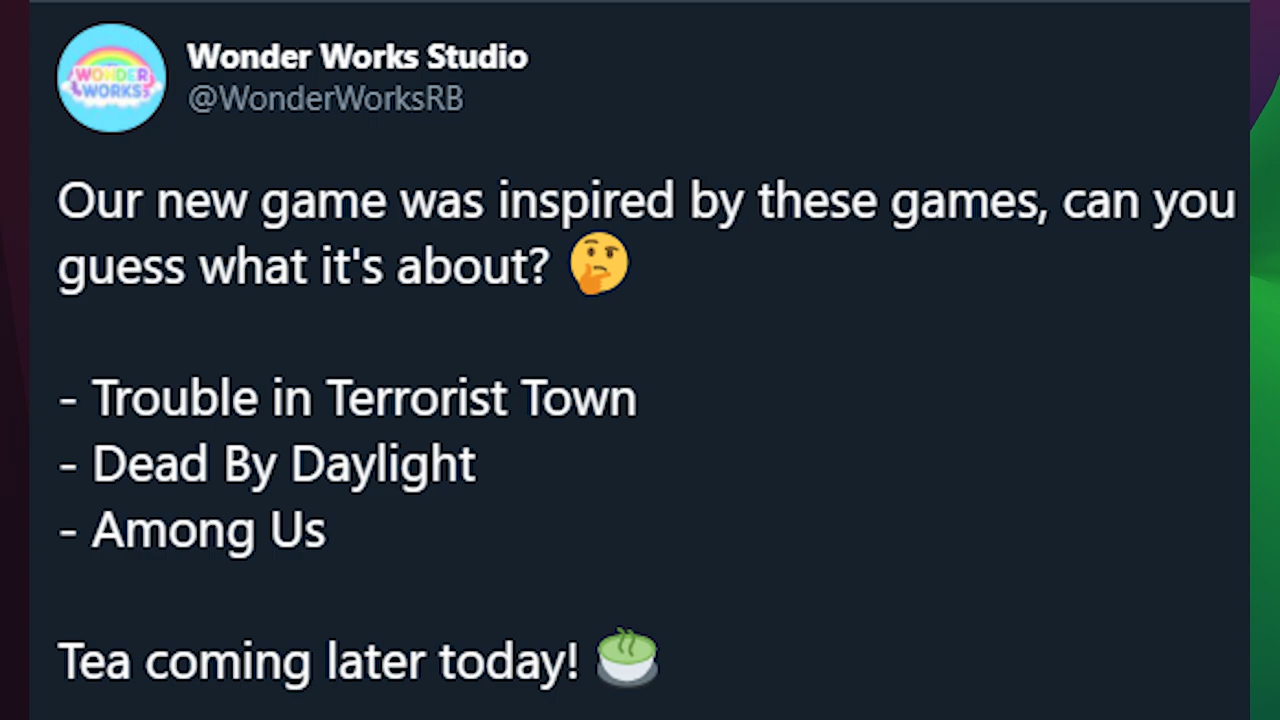 WONDER
WORKS
Wonder Works Studio
@WonderWorksRB
Our new game was inspired by these games, can you
guess what it's about? 🤔
- Trouble in Terrorist Town
- Dead By Daylight
- Among Us
Tea coming later today! 🍵